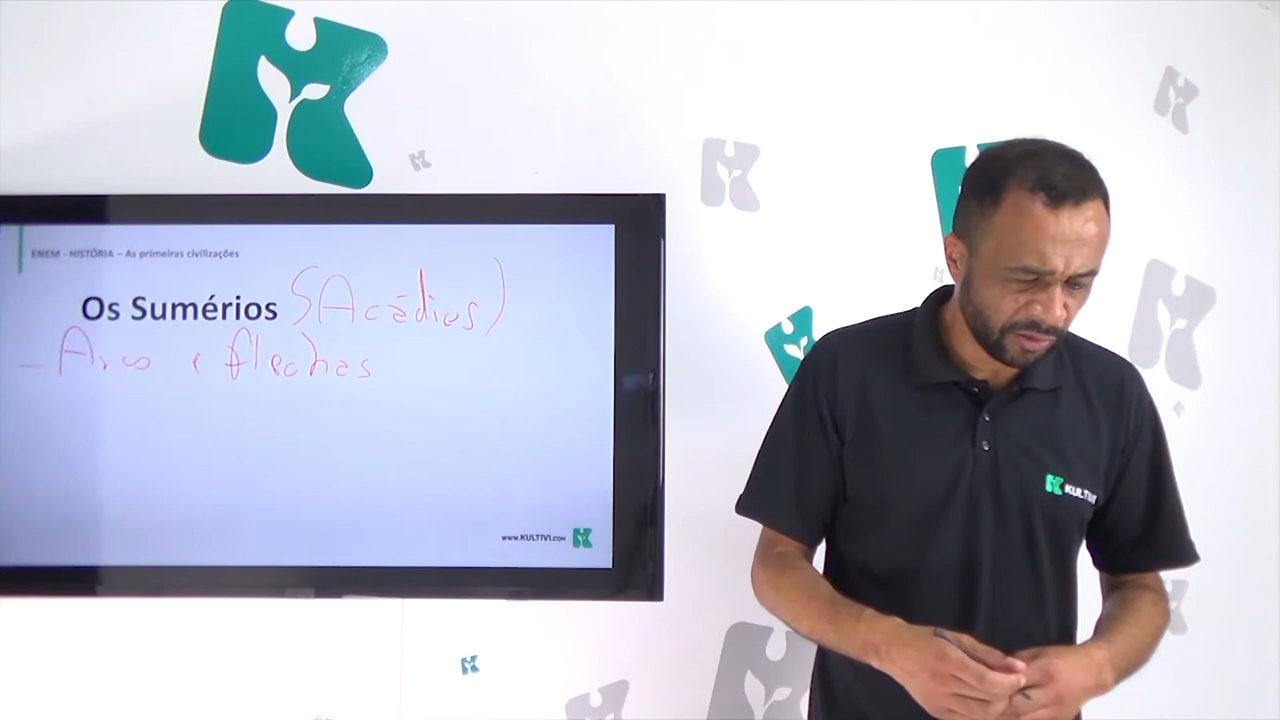 ENEM - HISTÓRIA – As primeiras civilizações
Os Sumérios (Acádios)
- Arco e flechas
www.KULTIVI.COM
KULTIVI